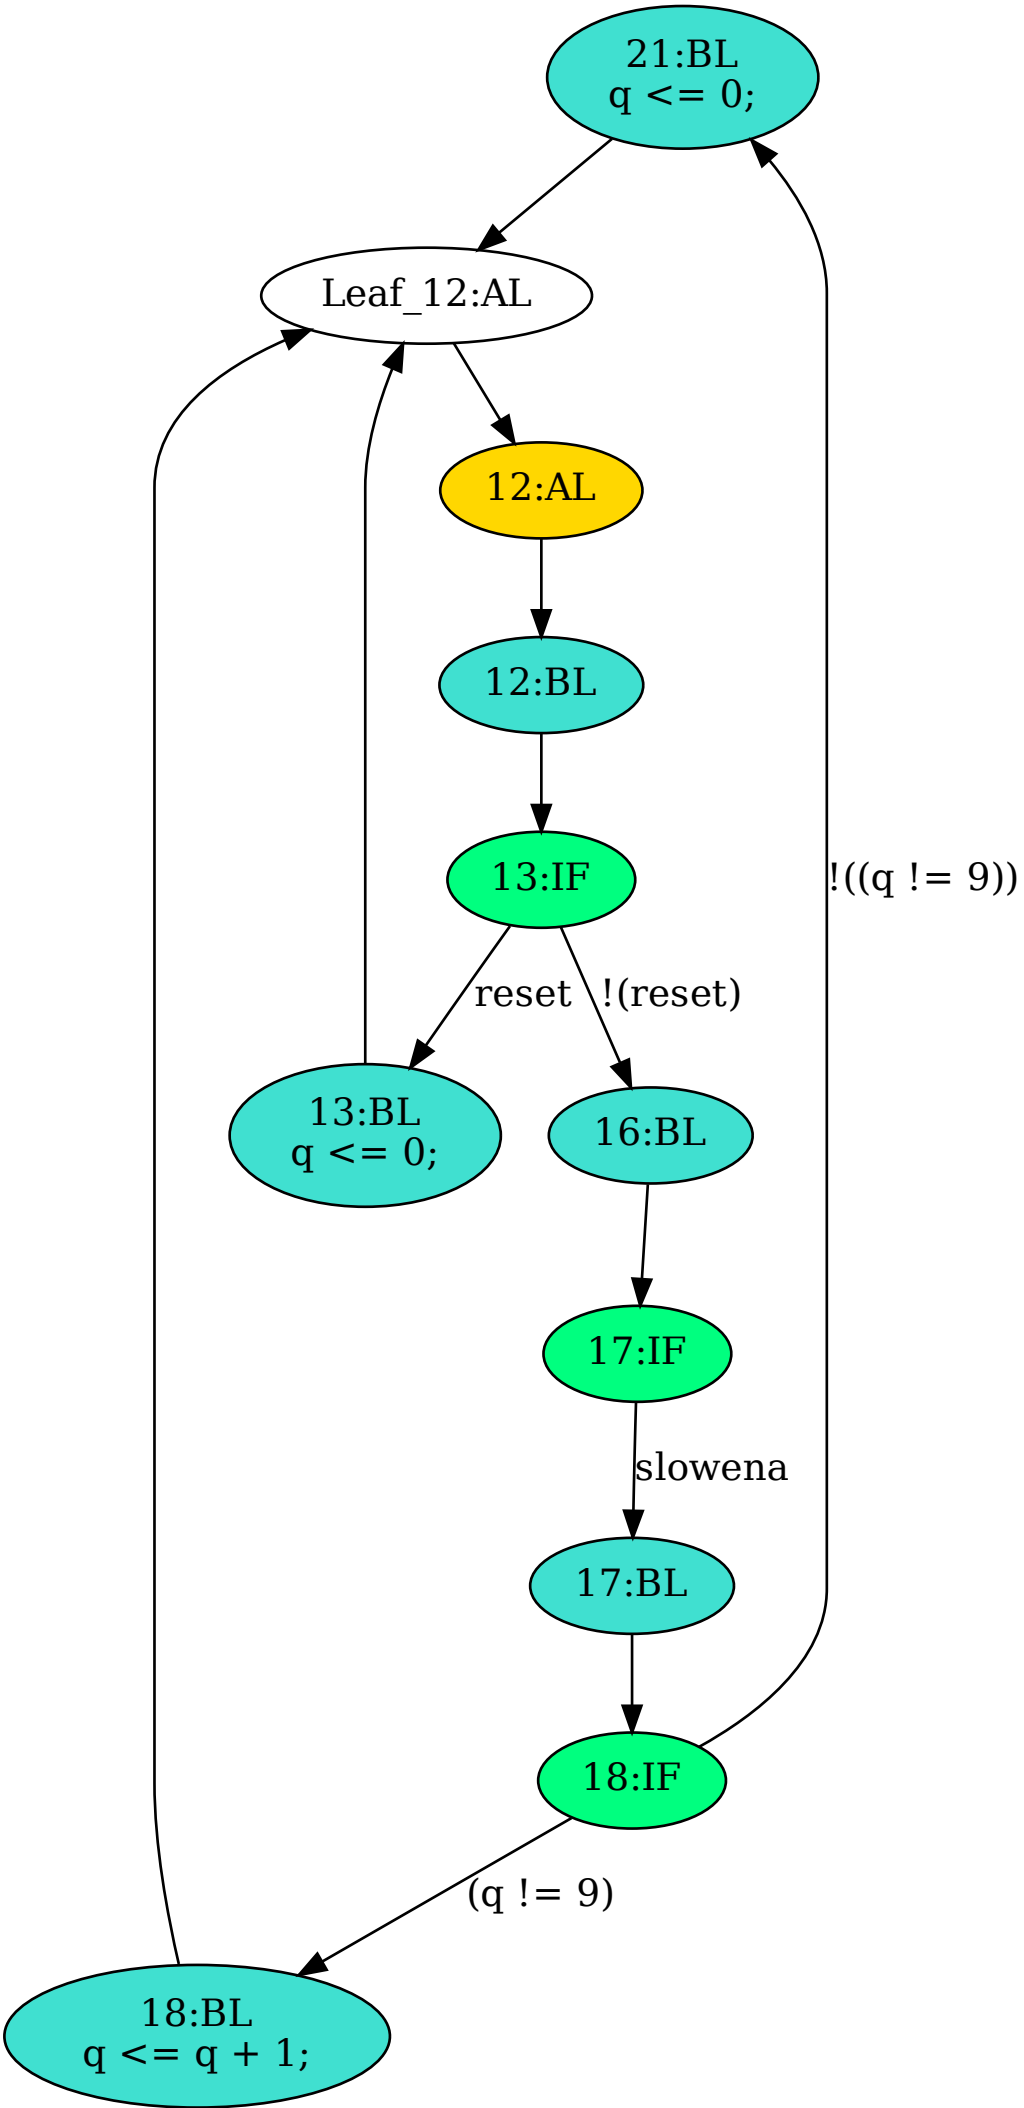 21:BL
q <= 0;
Leaf_12:AL
12:AL
12:BL
13:IF
!((q != 9))
reset
!(reset)
13:BL
q <= 0;
16:BL
17:IF
slowena
17:BL
18:IF
(q != 9)
18:BL
q <= q + 1;